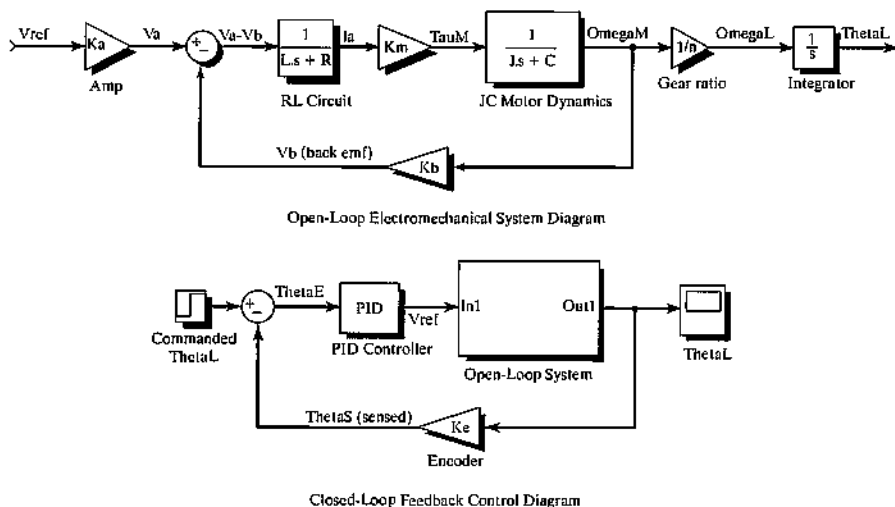 Vref
Ka
Amp
Va
+
−
Va-Vb
1
L.s + R
RL Circuit
Ia
Km
TauM
1
J.s + C
JC Motor Dynamics
OmegaM
1/n
Gear ratio
OmegaL
1
s
Integrator
ThetaL
Vb (back emf)
Kb
Open-Loop Electromechanical System Diagram
Commanded
ThetaL
+
−
ThetaE
PID
PID Controller
Vref
In1
Out1
Open-Loop System
ThetaL
ThetaS (sensed)
Ke
Encoder
Closed-Loop Feedback Control Diagram